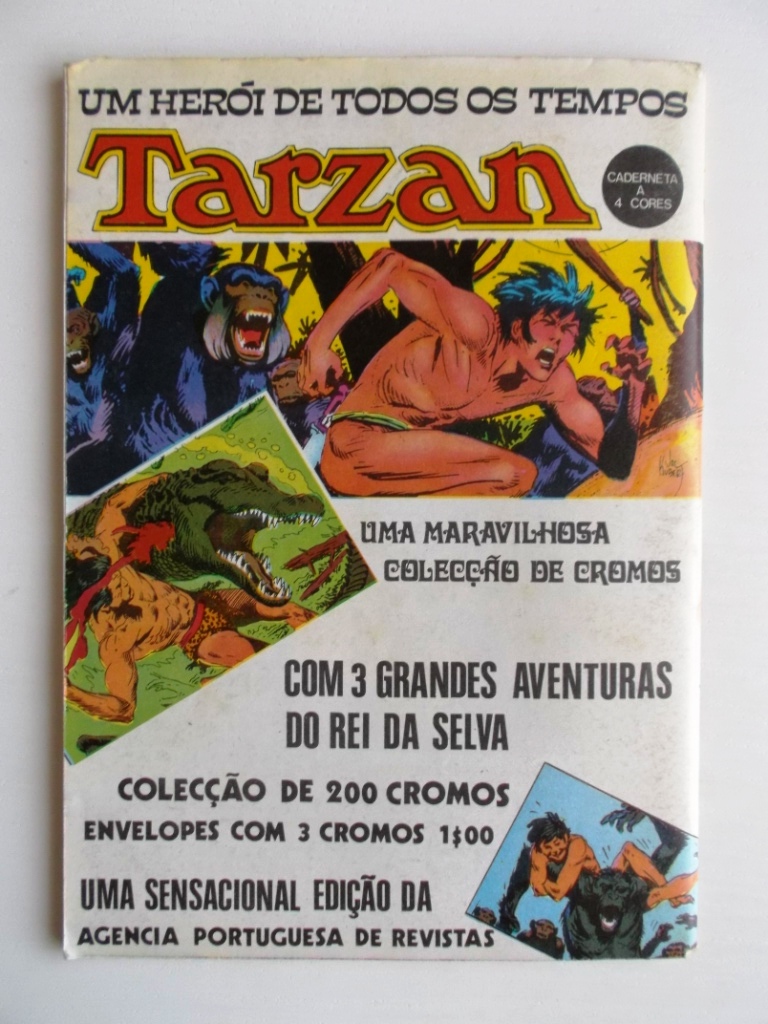 UM HERÓI DE TODOS OS TEMPOS
Tarzan
CADERNETA
A
4 CORES
UMA MARAVILHOSA
COLECÇÃO DE CROMOS
COM 3 GRANDES AVENTURAS
DO REI DA SELVA
COLECÇÃO DE 200 CROMOS
ENVELOPES COM 3 CROMOS 1$00
UMA SENSACIONAL EDIÇÃO DA
AGENCIA PORTUGUESA DE REVISTAS